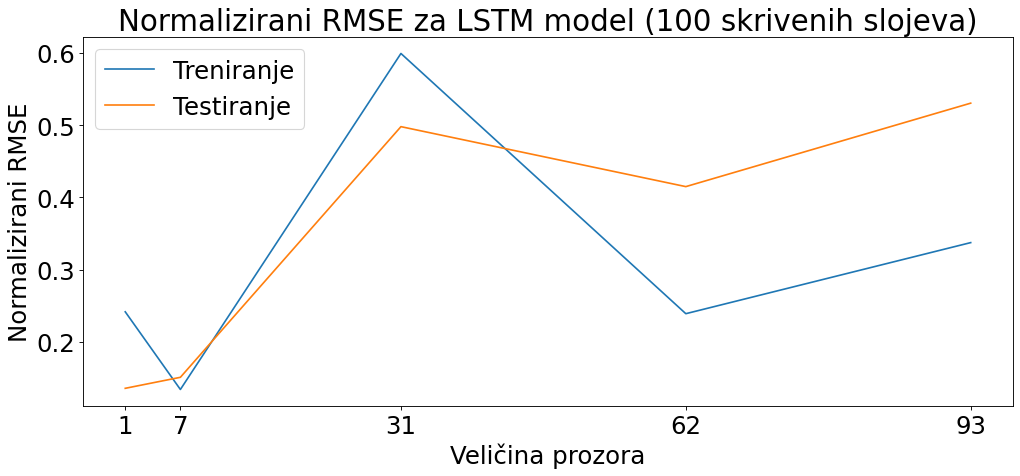 Normalizirani RMSE za LSTM model (100 skrivenih slojeva)
Treniranje
Testiranje
Normalizirani RMSE
0.6
0.5
0.4
0.3
0.2
1 7 31 62 93
Veličina prozora